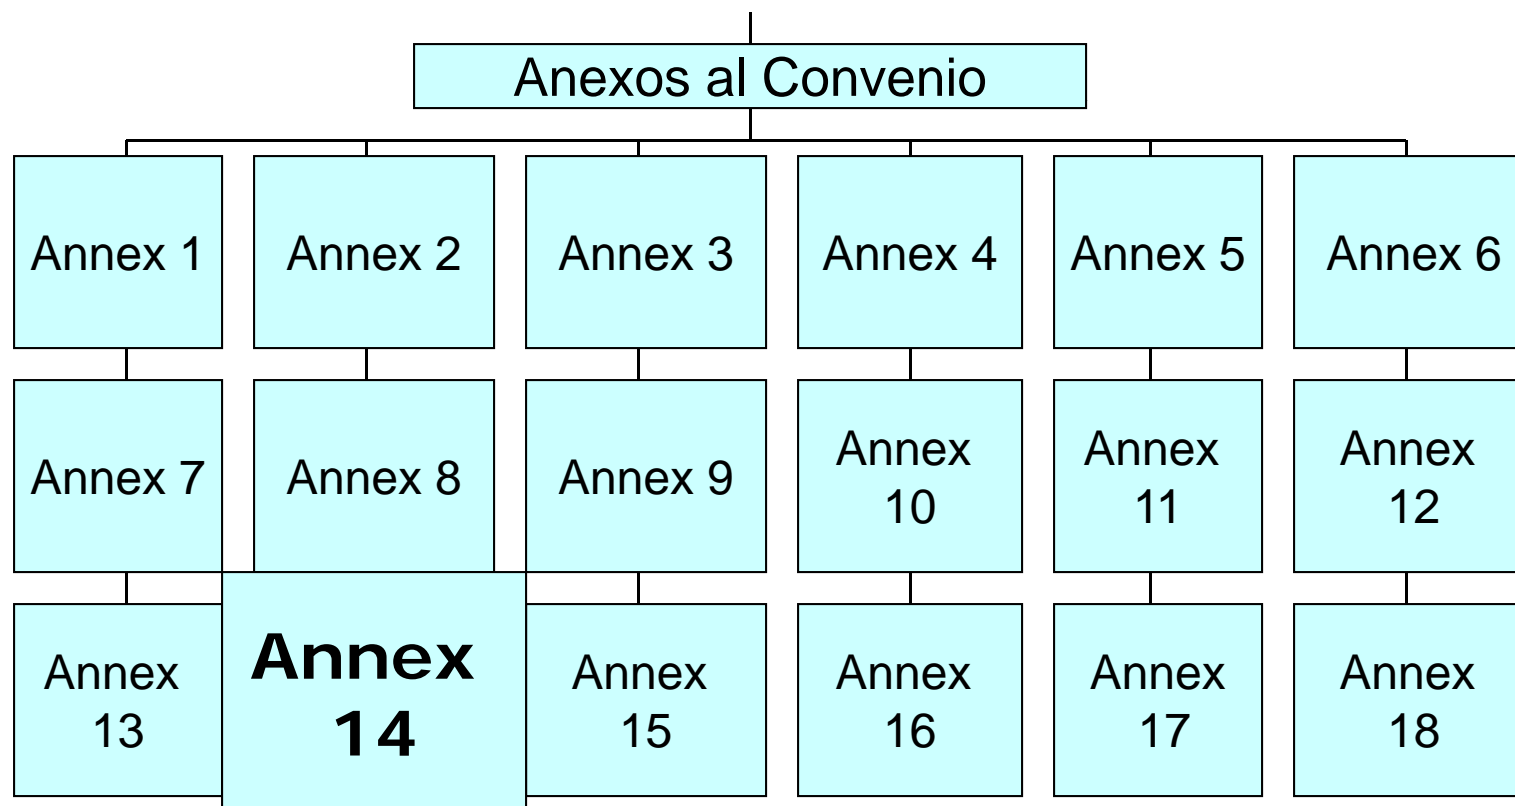 Anexos al Convenio
Annex 1
Annex 2
Annex 3
Annex 4
Annex 5
Annex 6
Annex 7
Annex 8
Annex 9
Annex
10
Annex
11
Annex
12
Annex
13
Annex
14
Annex
15
Annex
16
Annex
17
Annex
18